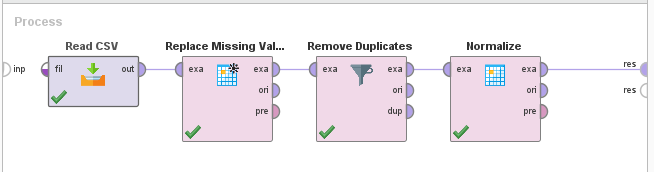 Process
Read CSV
Replace Missing Val...
Remove Duplicates
Normalize
inp
fil
out
exa
exa
ori
pre
exa
exa
ori
dup
exa
exa
ori
pre
res
res